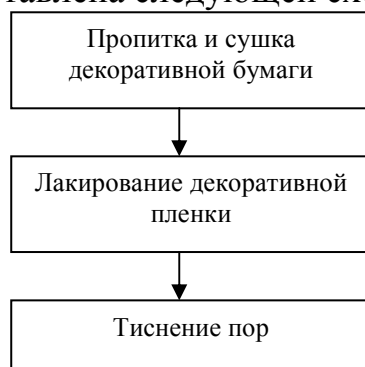 Пропитка и сушка
декоративной бумаги
Лакирование декоративной
пленки
Тиснение пор